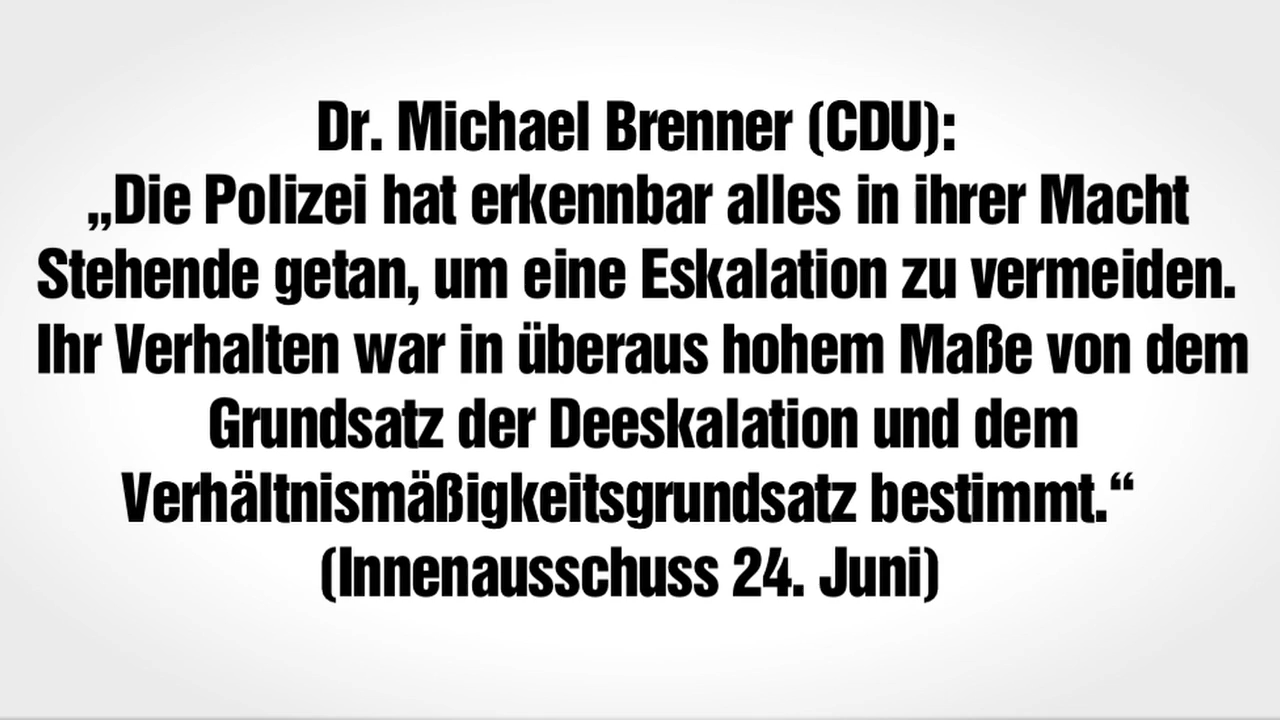 Dr. Michael Brenner (CDU):
„Die Polizei hat erkennbar alles in ihrer Macht
Stehende getan, um eine Eskalation zu vermeiden.
Ihr Verhalten war in überaus hohem Maße von dem
Grundsatz der Deeskalation und dem
Verhältnismäßigkeitsgrundsatz bestimmt.“
(Innenausschuss 24. Juni)